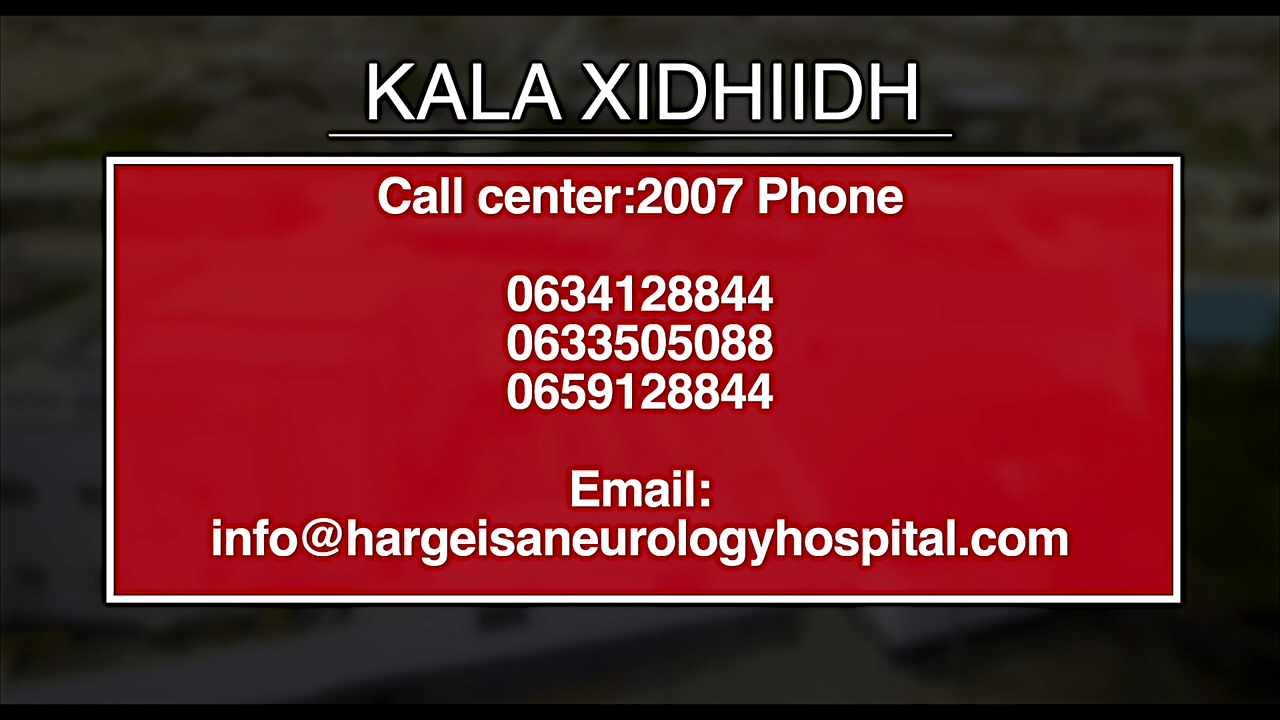 KALA XIDHIIDH
Call center:2007 Phone
0634128844
0633505088
0659128844
Email:
info@hargeisaneurologyhospital.com